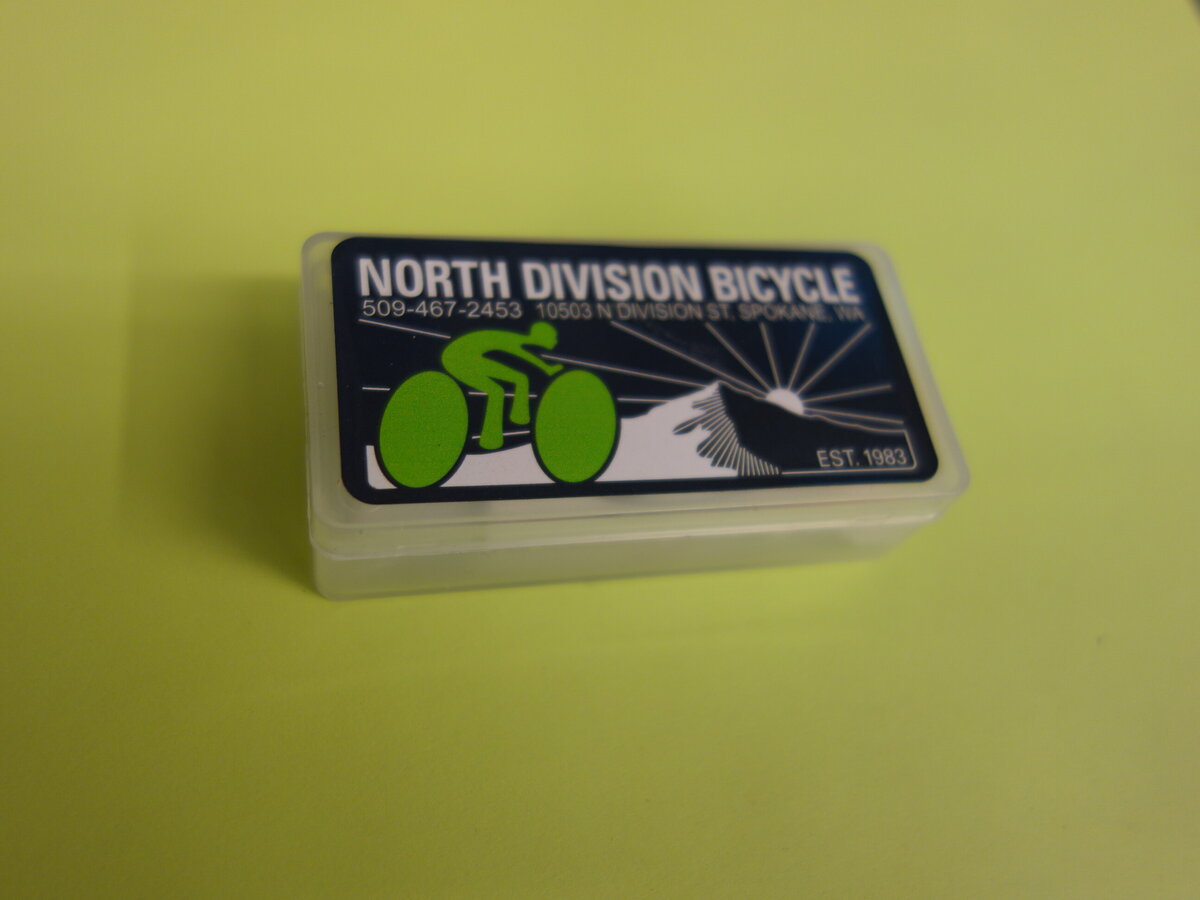 NORTH DIVISION BICYCLE
509-467-2453 10503 N DIVISION ST. SPOKANE, WA
EST. 1983